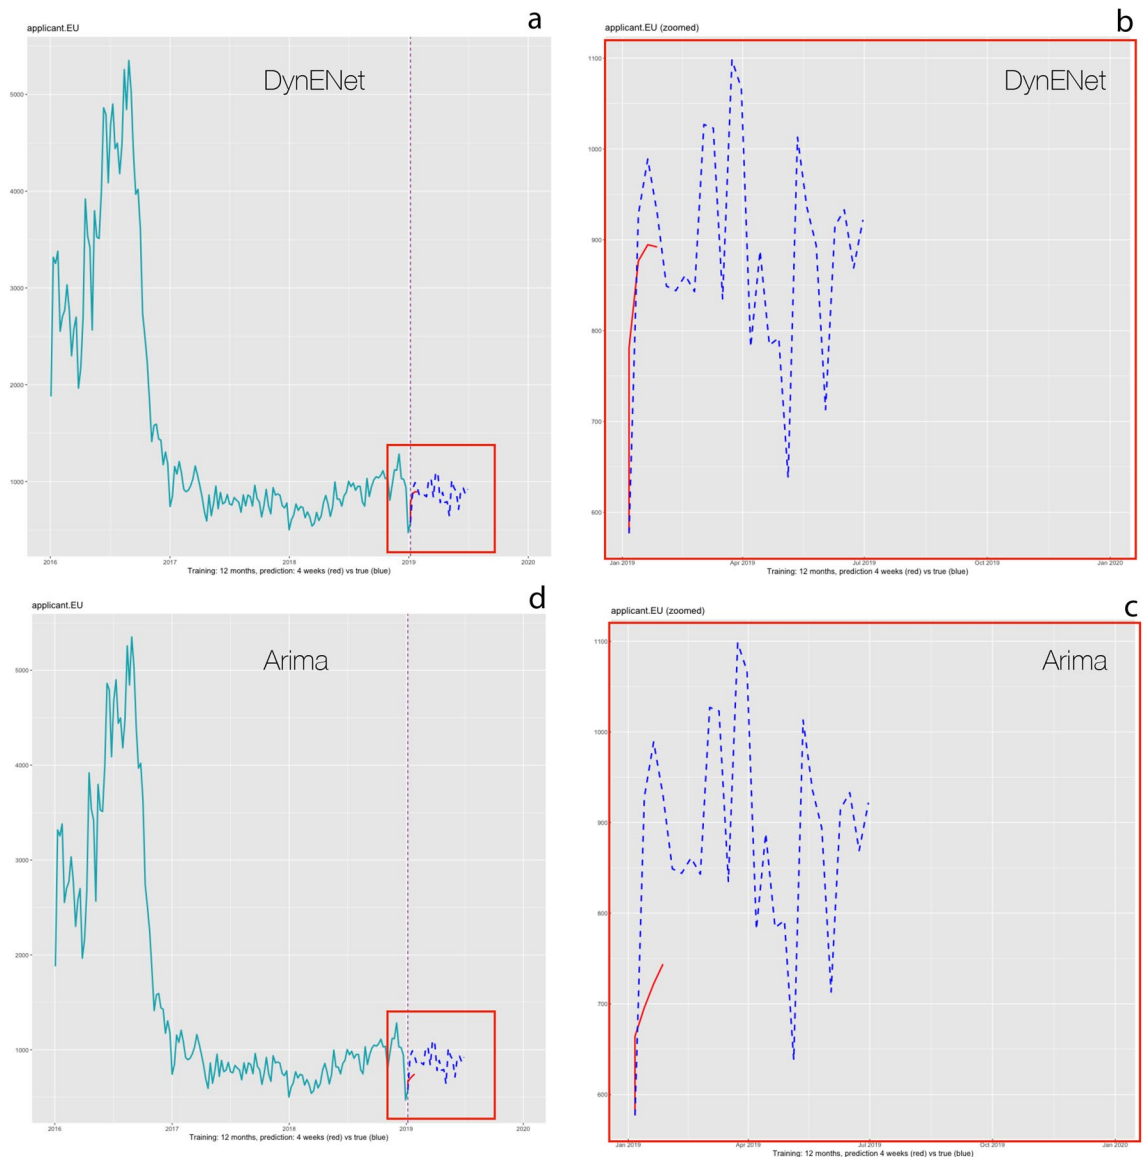 a
applicant.EU
DynENet
5000
4000
3000
2000
1000
2016
2017
2018
2019
2020
Training: 12 months, prediction: 4 weeks (red) vs true (blue)
b
applicant.EU (zoomed)
DynENet
1100
1000
900
800
700
600
Jan 2019
Apr 2019
Jul 2019
Oct 2019
Jan 2020
Training: 12 months, prediction 4 weeks (red) vs true (blue)
d
applicant.EU
Arima
5000
4000
3000
2000
1000
2016
2017
2018
2019
2020
Training: 12 months, prediction: 4 weeks (red) vs true (blue)
c
applicant.EU (zoomed)
Arima
1100
1000
900
800
700
600
Jan 2019
Apr 2019
Jul 2019
Oct 2019
Jan 2020
Training: 12 months, prediction 4 weeks (red) vs true (blue)